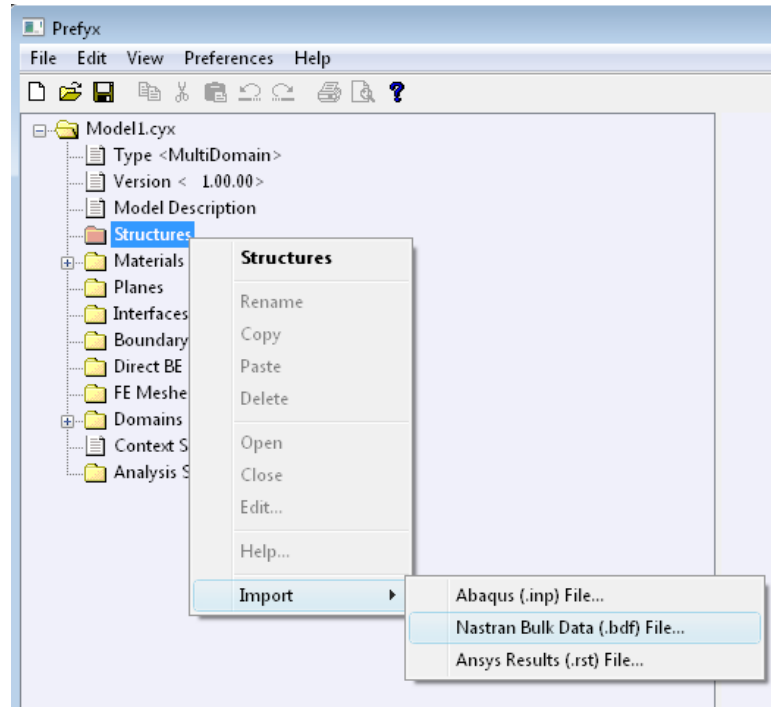 Prefyx
File Edit View Preferences Help
Model1.cyx
Type <MultiDomain>
Version < 1.00.00>
Model Description
Structures
Materials
Planes
Interfaces
Boundary
Direct BE
FE Meshe
Domains
Context S
Analysis S
Structures
Rename
Copy
Paste
Delete
Open
Close
Edit...
Help...
Import
Abaqus (.inp) File...
Nastran Bulk Data (.bdf) File...
Ansys Results (.rst) File...